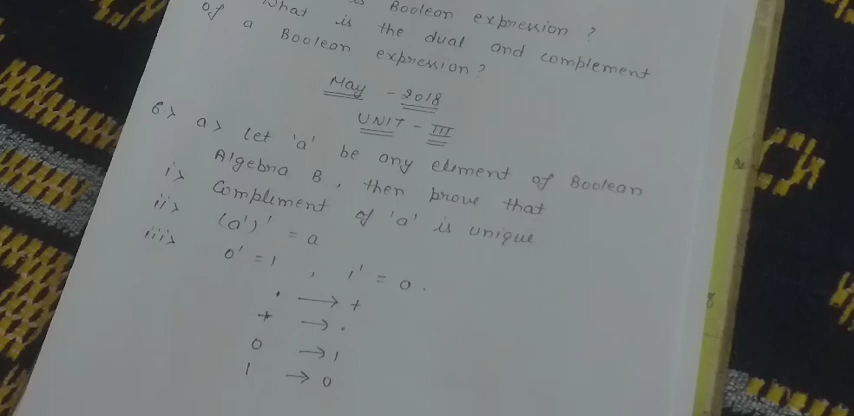 Boolean expression ?
What is the dual and complement
of a Boolean expression?
May - 2018
UNIT - III
6> a> Let 'a' be any element of Boolean
Algebra B, then prove that
i> Compliment of 'a' is unique
ii> (a')' = a
iii> 0' = 1 , 1' = 0.
· → +
+ → ·
0 → 1
1 → 0